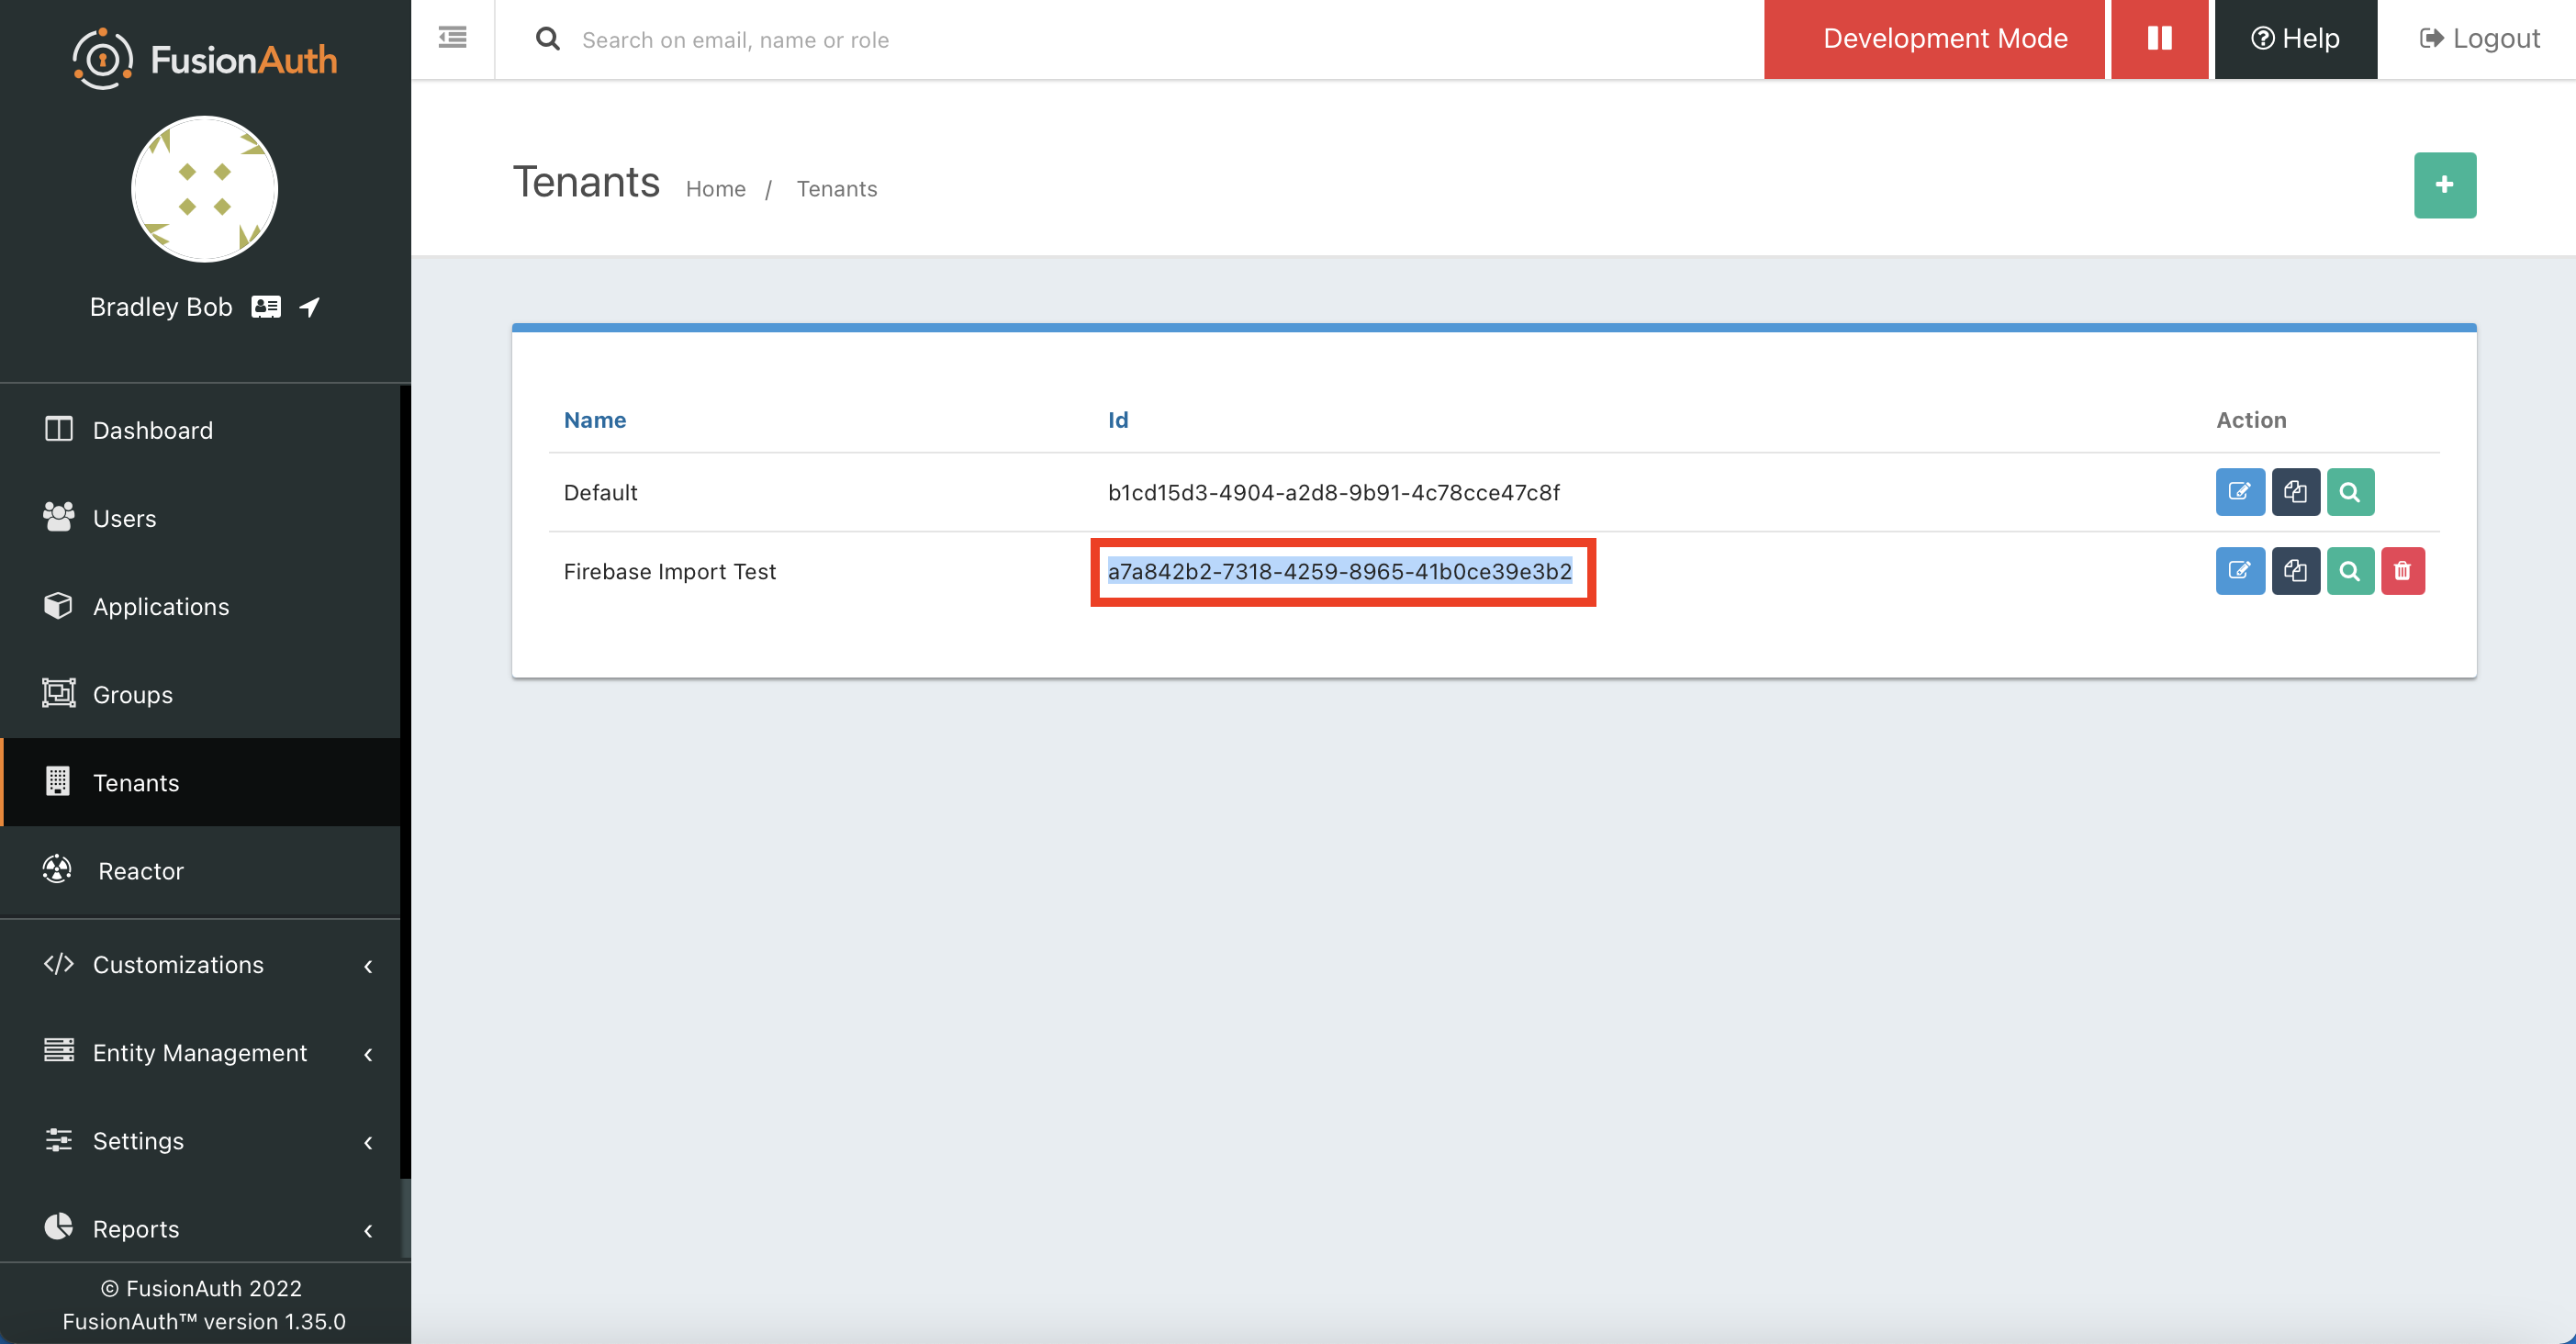 FusionAuth
Bradley Bob
Dashboard
Users
Applications
Groups
Tenants
Reactor
Customizations
Entity Management
Settings
Reports
© FusionAuth 2022
FusionAuth™ version 1.35.0
Search on email, name or role
Development Mode
Help
Logout
Tenants Home / Tenants
Name Id Action
Default b1cd15d3-4904-a2d8-9b91-4c78cce47c8f
Firebase Import Test a7a842b2-7318-4259-8965-41b0ce39e3b2